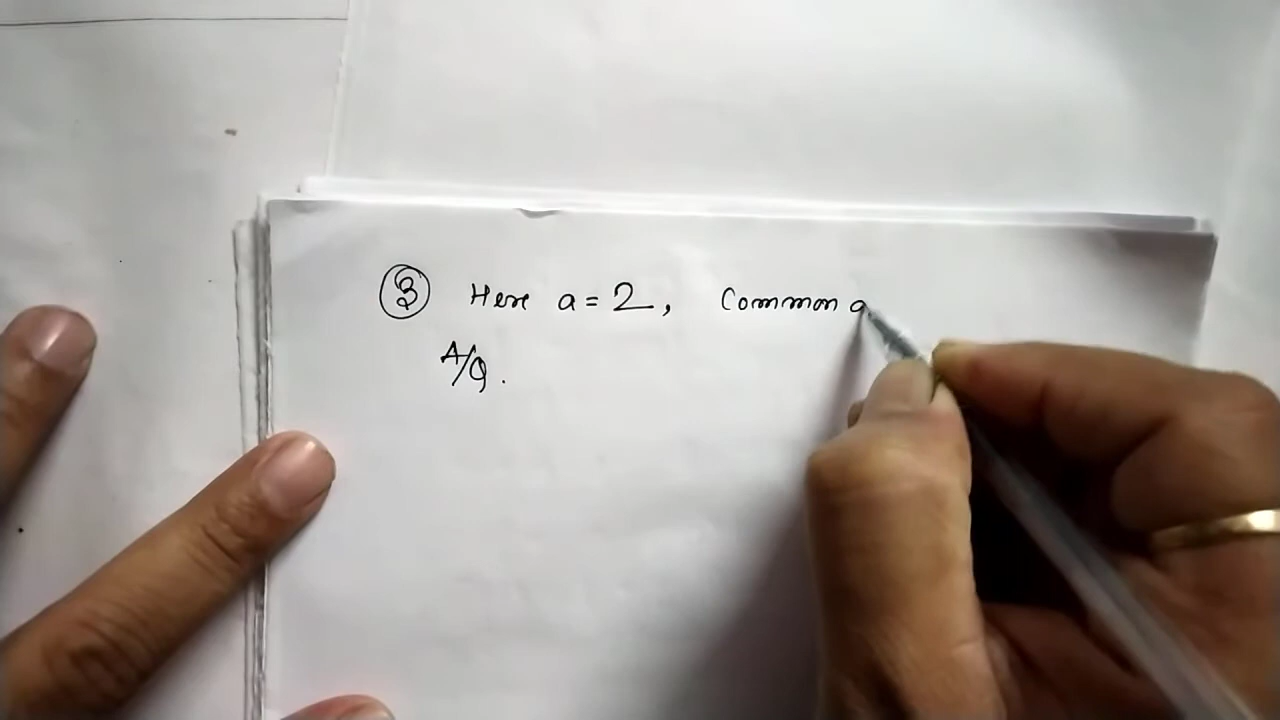 3 Here a = 2, Common
A/Q.